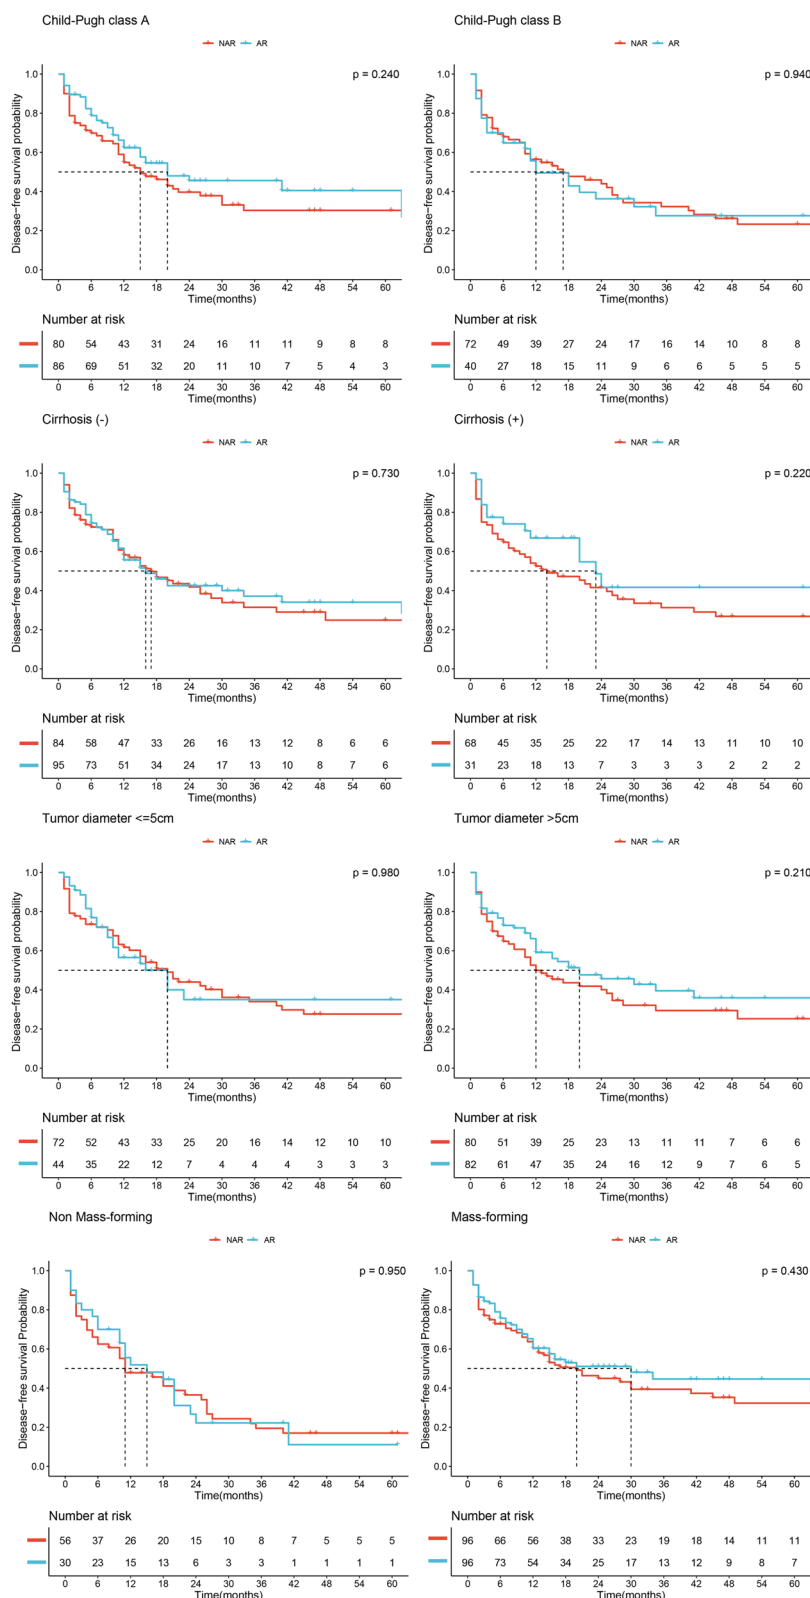 Child-Pugh class A
NAR AR
p = 0.240
Disease-free survival probability
1.0
0.8
0.6
0.4
0.2
0.0
0 6 12 18 24 30 36 42 48 54 60
Time(months)
Number at risk
80 54 43 31 24 16 11 11 9 8 8
86 69 51 32 20 11 10 7 5 4 3
0 6 12 18 24 30 36 42 48 54 60
Time(months)
Child-Pugh class B
NAR AR
p = 0.940
Disease-free survival probability
1.0
0.8
0.6
0.4
0.2
0.0
0 6 12 18 24 30 36 42 48 54 60
Time(months)
Number at risk
72 49 39 27 24 17 16 14 10 8 8
40 27 18 15 11 9 6 6 5 5 5
0 6 12 18 24 30 36 42 48 54 60
Time(months)
Cirrhosis (-)
NAR AR
p = 0.730
Disease-free survival probability
1.0
0.8
0.6
0.4
0.2
0.0
0 6 12 18 24 30 36 42 48 54 60
Time(months)
Number at risk
84 58 47 33 26 16 13 12 8 6 6
95 73 51 34 24 17 13 10 8 7 6
0 6 12 18 24 30 36 42 48 54 60
Time(months)
Cirrhosis (+)
NAR AR
p = 0.220
Disease-free survival probability
1.0
0.8
0.6
0.4
0.2
0.0
0 6 12 18 24 30 36 42 48 54 60
Time(months)
Number at risk
68 45 35 25 22 17 14 13 11 10 10
31 23 18 13 7 3 3 3 2 2 2
0 6 12 18 24 30 36 42 48 54 60
Time(months)
Tumor diameter <=5cm
NAR AR
p = 0.980
Disease-free survival probability
1.0
0.8
0.6
0.4
0.2
0.0
0 6 12 18 24 30 36 42 48 54 60
Time(months)
Number at risk
72 52 43 33 25 20 16 14 12 10 10
44 35 22 12 7 4 4 4 3 3 3
0 6 12 18 24 30 36 42 48 54 60
Time(months)
Tumor diameter >5cm
NAR AR
p = 0.210
Disease-free survival probability
1.0
0.8
0.6
0.4
0.2
0.0
0 6 12 18 24 30 36 42 48 54 60
Time(months)
Number at risk
80 51 39 25 23 13 11 11 7 6 6
82 61 47 35 24 16 12 9 7 6 5
0 6 12 18 24 30 36 42 48 54 60
Time(months)
Non Mass-forming
NAR AR
p = 0.950
Disease-free survival Probability
1.0
0.8
0.6
0.4
0.2
0.0
0 6 12 18 24 30 36 42 48 54 60
Time(months)
Number at risk
56 37 26 20 15 10 8 7 5 5 5
30 23 15 13 6 3 3 1 1 1 1
0 6 12 18 24 30 36 42 48 54 60
Time(months)
Mass-forming
NAR AR
p = 0.430
Disease-free survival Probability
1.0
0.8
0.6
0.4
0.2
0.0
0 6 12 18 24 30 36 42 48 54 60
Time(months)
Number at risk
96 66 56 38 33 23 19 18 14 11 11
96 73 54 34 25 17 13 12 9 8 7
0 6 12 18 24 30 36 42 48 54 60
Time(months)